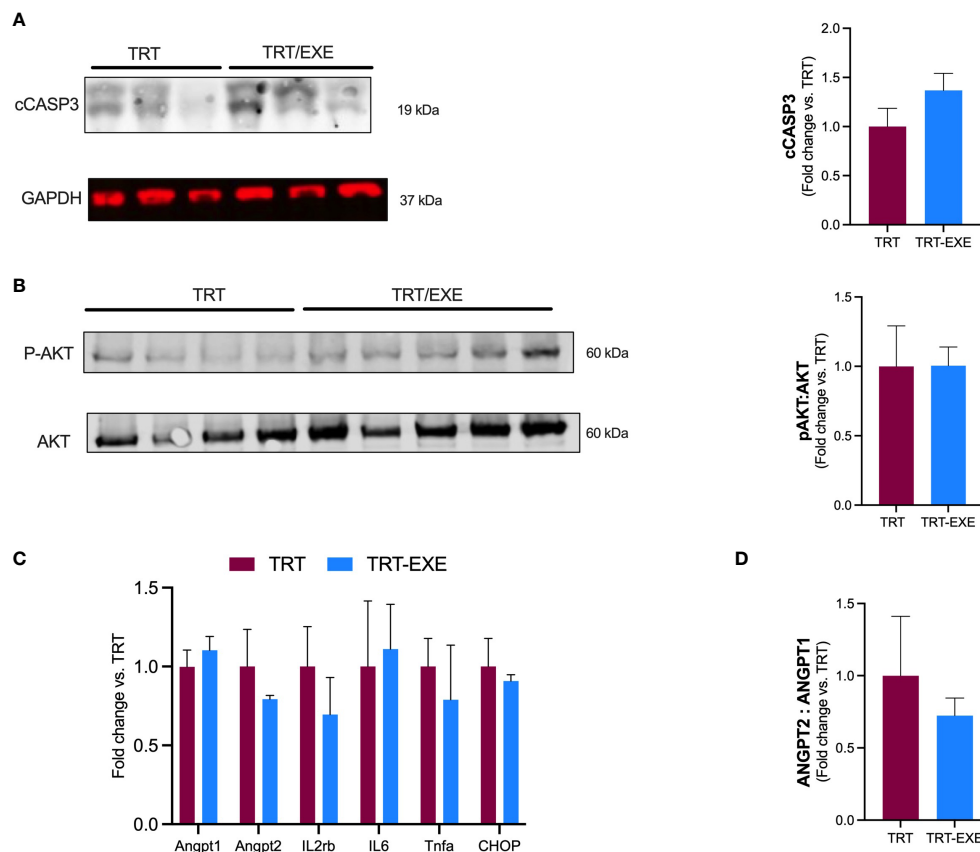 A
TRT TRT/EXE
cCASP3
19 kDa
GAPDH
37 kDa
cCASP3
(Fold change vs. TRT)
2.0
1.5
1.0
0.5
0.0
TRT TRT-EXE
B
TRT TRT/EXE
P-AKT
60 kDa
AKT
60 kDa
pAKT:AKT
(Fold change vs. TRT)
1.5
1.0
0.5
0.0
TRT TRT-EXE
C
TRT TRT-EXE
Fold change vs. TRT
1.5
1.0
0.5
0.0
Angpt1 Angpt2 IL2rb IL6 Tnfa CHOP
D
ANGPT2 : ANGPT1
(Fold change vs. TRT)
1.5
1.0
0.5
0.0
TRT TRT-EXE